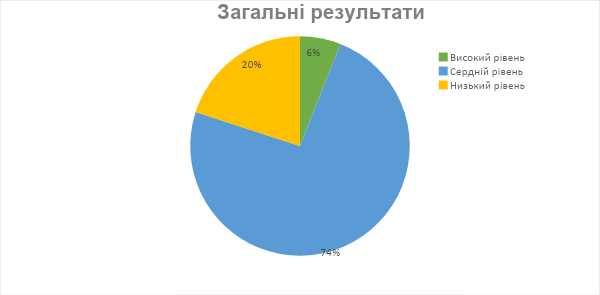 Загальні результати
6%
20%
74%
Високий рівень
Сердній рівень
Низький рівень